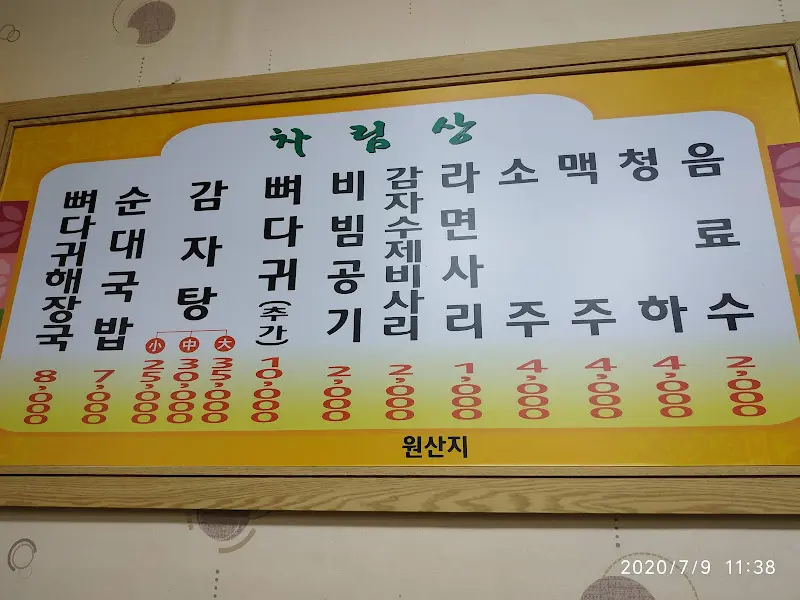 차림상
뼈다귀해장국 8,000
순대국밥 7,000
감자탕 小 25,000 中 30,000 大 35,000
뼈다귀(추가) 10,000
비빔공기 2,000
감자수제비사리 2,000
라면사리 1,000
소주 4,000
맥주 4,000
청하 4,000
음료수 2,000
원산지
2020/7/9 11:38